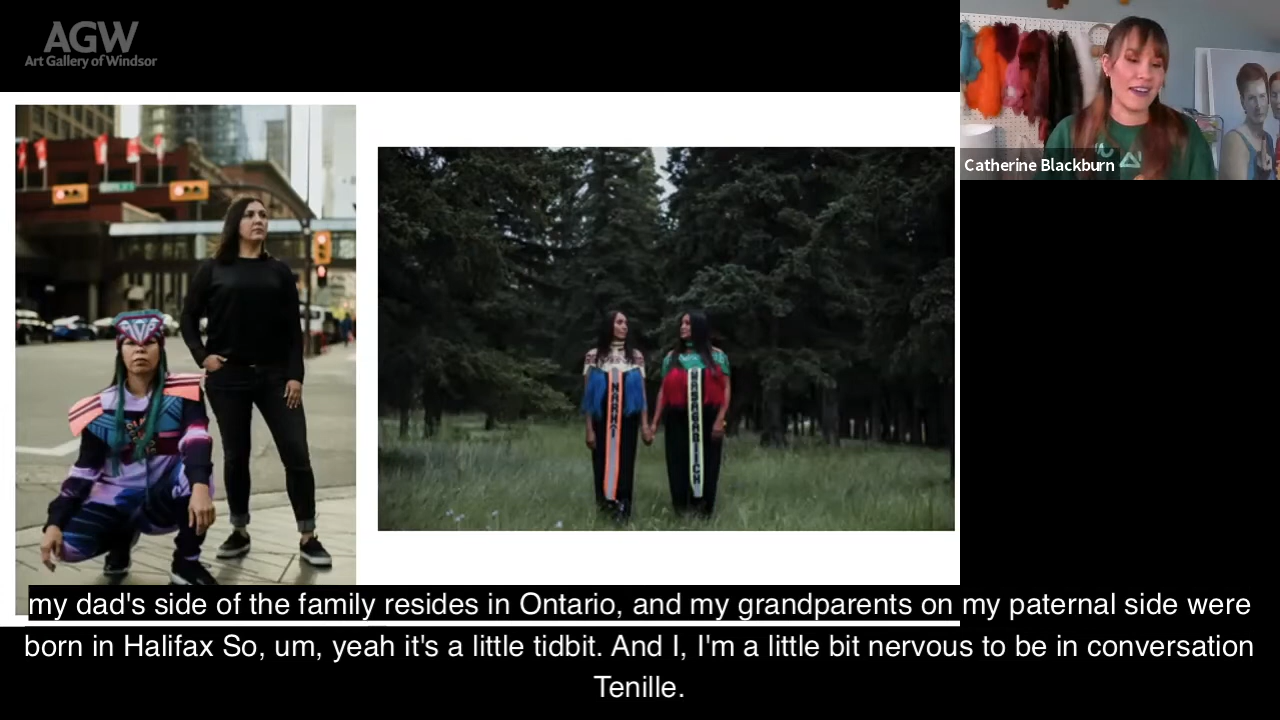 AGW
Art Gallery of Windsor
Catherine Blackburn
my dad's side of the family resides in Ontario, and my grandparents on my paternal side were
born in Halifax So, um, yeah it's a little tidbit. And I, I'm a little bit nervous to be in conversation
Tenille.